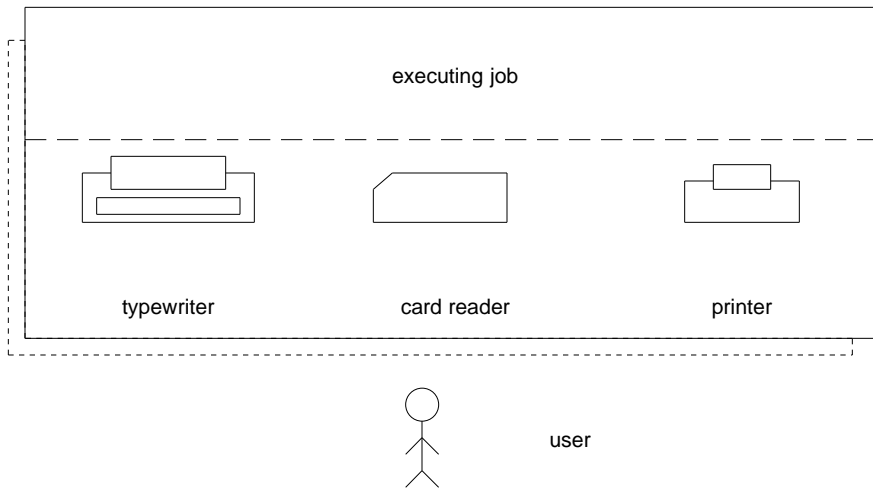 executing job
typewriter
card reader
printer
user